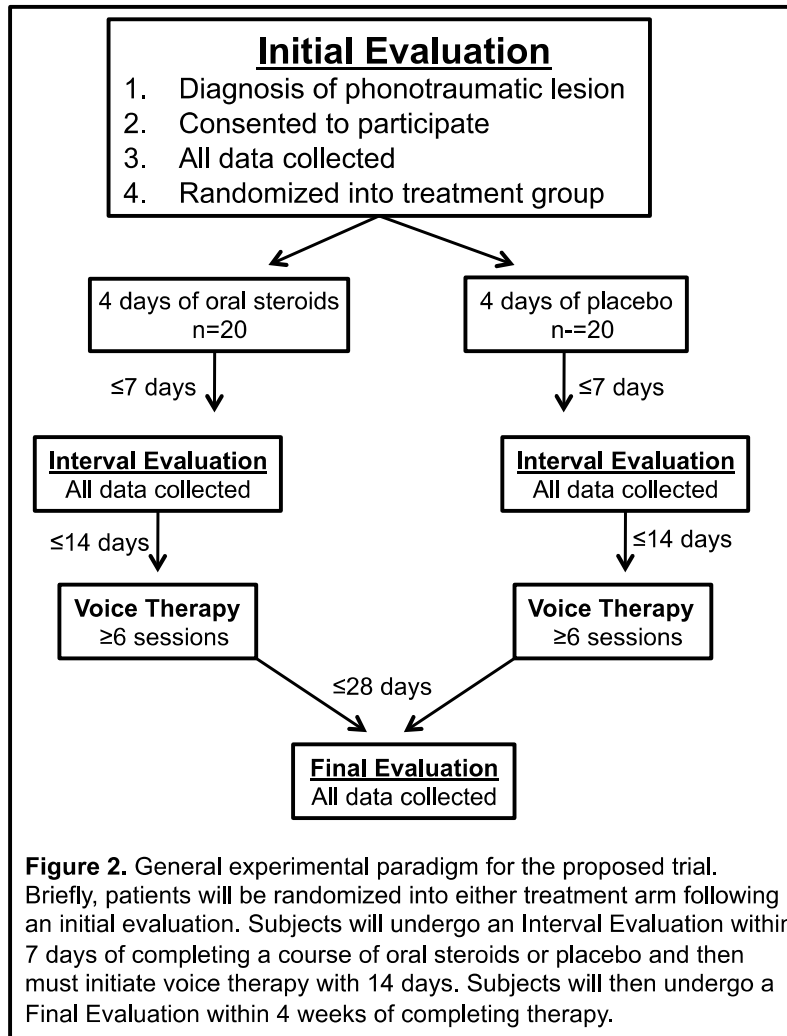 Initial Evaluation
1. Diagnosis of phonotraumatic lesion
2. Consented to participate
3. All data collected
4. Randomized into treatment group
4 days of oral steroids
n=20
4 days of placebo
n-=20
≤7 days
≤7 days
Interval Evaluation
All data collected
Interval Evaluation
All data collected
≤14 days
≤14 days
Voice Therapy
≥6 sessions
Voice Therapy
≥6 sessions
≤28 days
Final Evaluation
All data collected
Figure 2. General experimental paradigm for the proposed trial.
Briefly, patients will be randomized into either treatment arm following
an initial evaluation. Subjects will undergo an Interval Evaluation within
7 days of completing a course of oral steroids or placebo and then
must initiate voice therapy with 14 days. Subjects will then undergo a
Final Evaluation within 4 weeks of completing therapy.